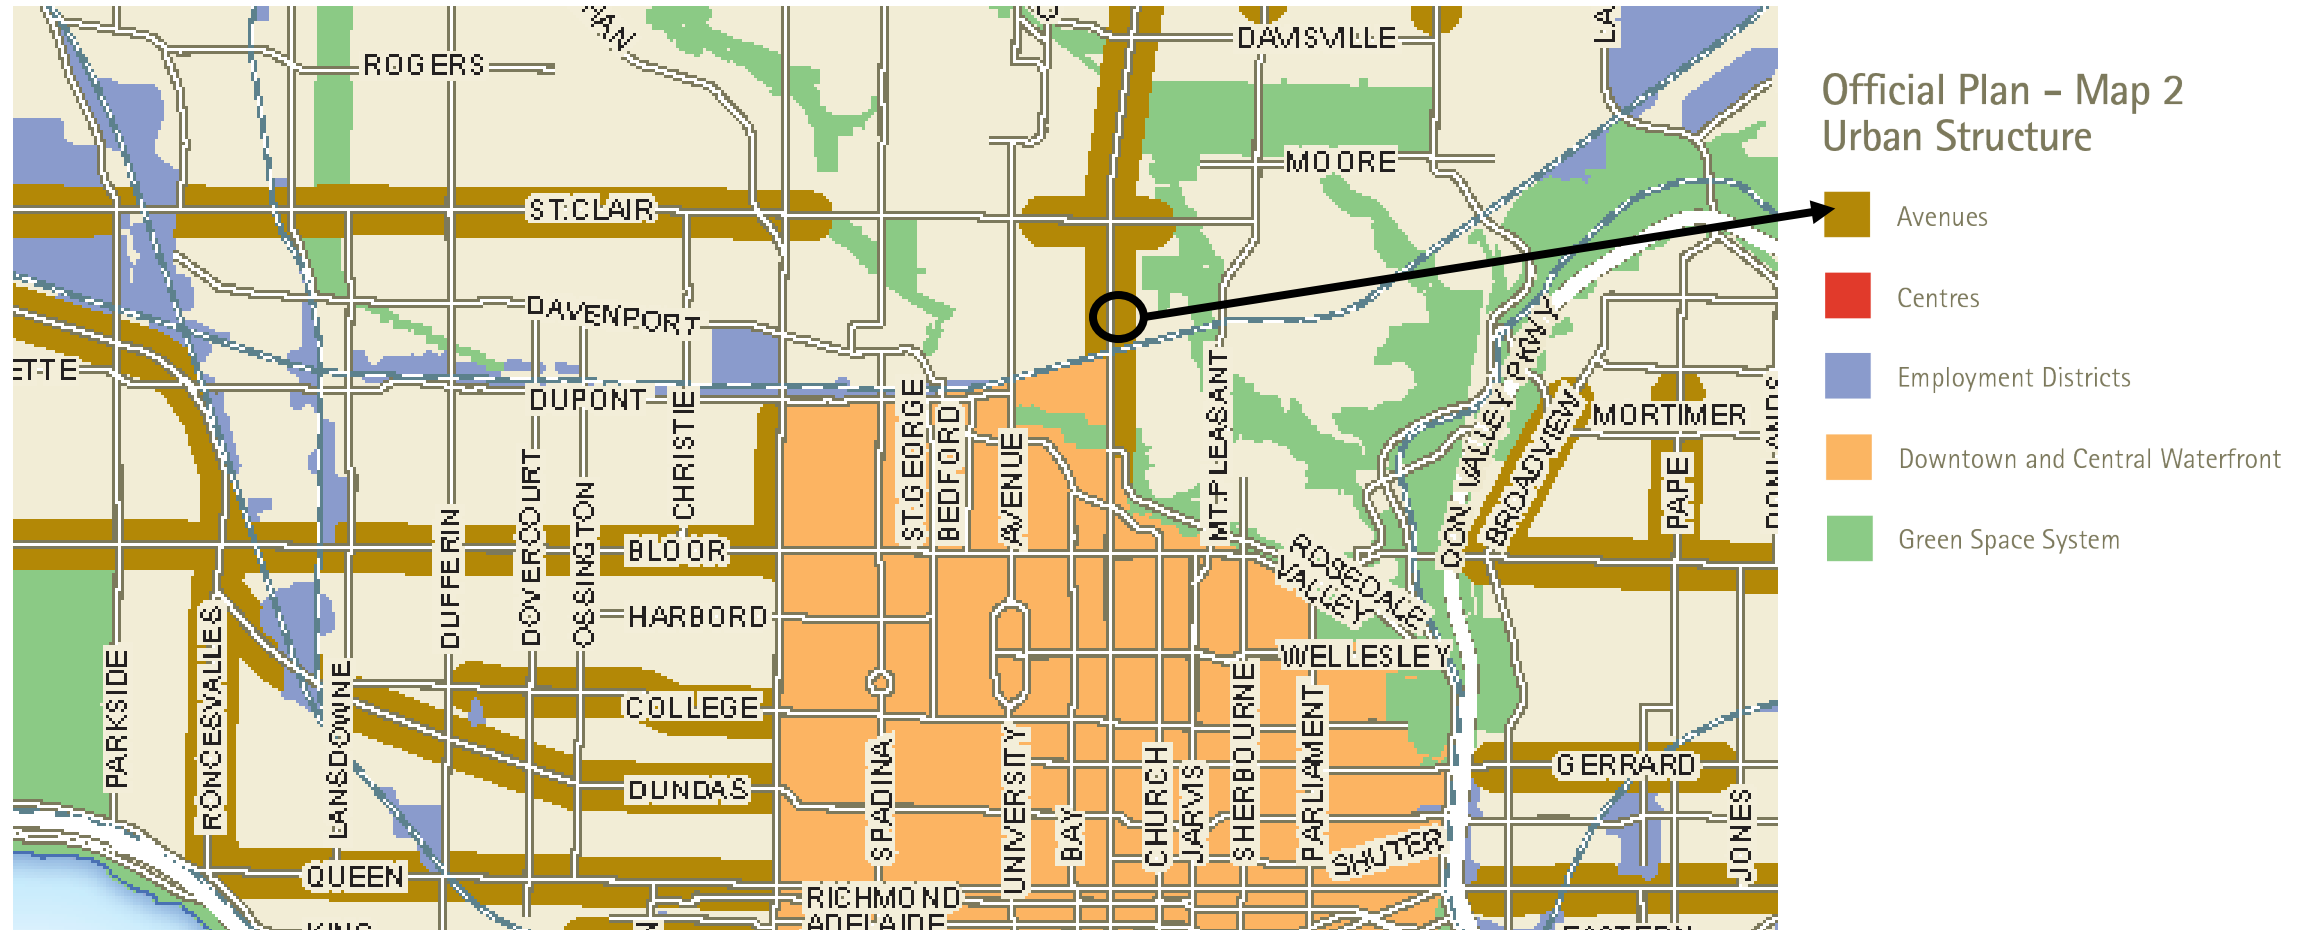 DAVISVILLE
ROGERS
MOORE
ST.CLAIR
DAVENPORT
DUPONT
CHRISTIE
ST.GEORGE
BEDFORD
AVENUE
MT.PLEASANT
MORTIMER
BROADVIEW
DON VALLEY PKWY
PAPE
DUFFERIN
DOVERCOURT
OSSINGTON
BLOOR
ROSEDALE
VALLEY
HARBORD
WELLESLEY
PARKSIDE
RONCESVALLES
LANSDOWNE
COLLEGE
DUNDAS
SPADINA
UNIVERSITY
BAY
CHURCH
JARVIS
SHERBOURNE
PARLIAMENT
SHUTTER
GERRARD
JONES
QUEEN
RICHMOND
ADELAIDE
KING
EASTERN
Official Plan – Map 2
Urban Structure
Avenues
Centres
Employment Districts
Downtown and Central Waterfront
Green Space System